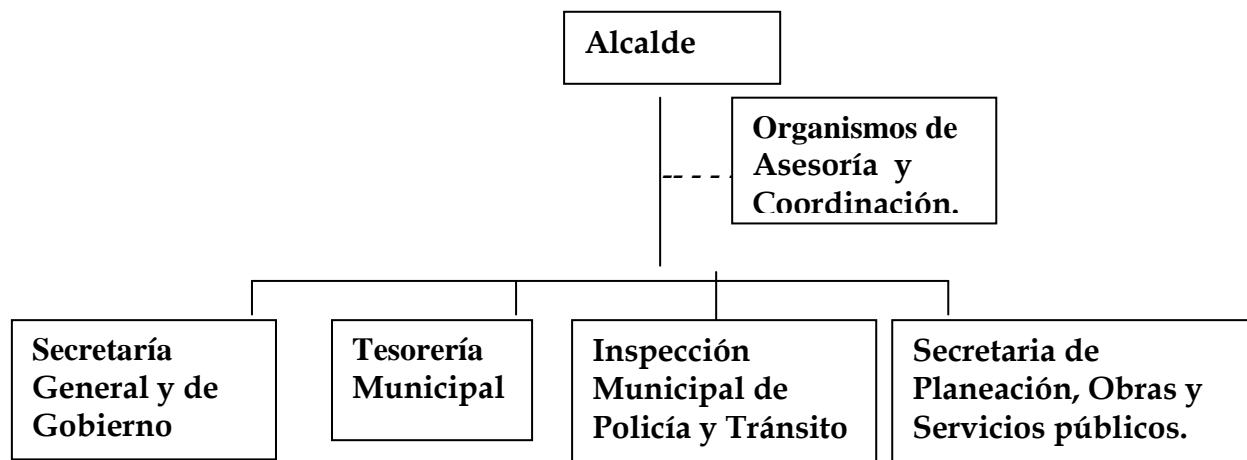 Alcalde
Organismos de
Asesoría y
Coordinación.
Secretaría
General y de
Gobierno
Tesorería
Municipal
Inspección
Municipal de
Policía y Tránsito
Secretaria de
Planeación, Obras y
Servicios públicos.